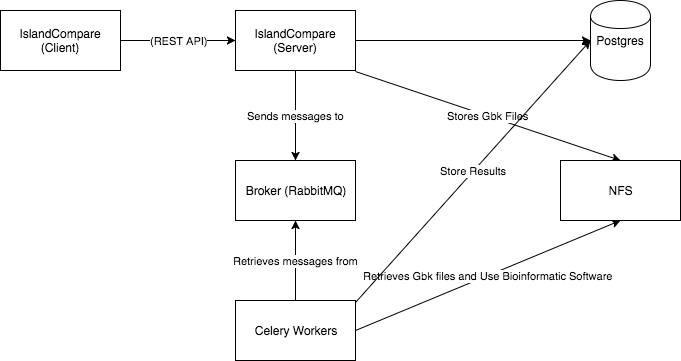 IslandCompare
(Client)
(REST API)
IslandCompare
(Server)
Postgres
Sends messages to
Stores Gbk Files
Store Results
Broker (RabbitMQ)
NFS
Retrieves messages from
Retrieves Gbk files and Use Bioinformatic Software
Celery Workers